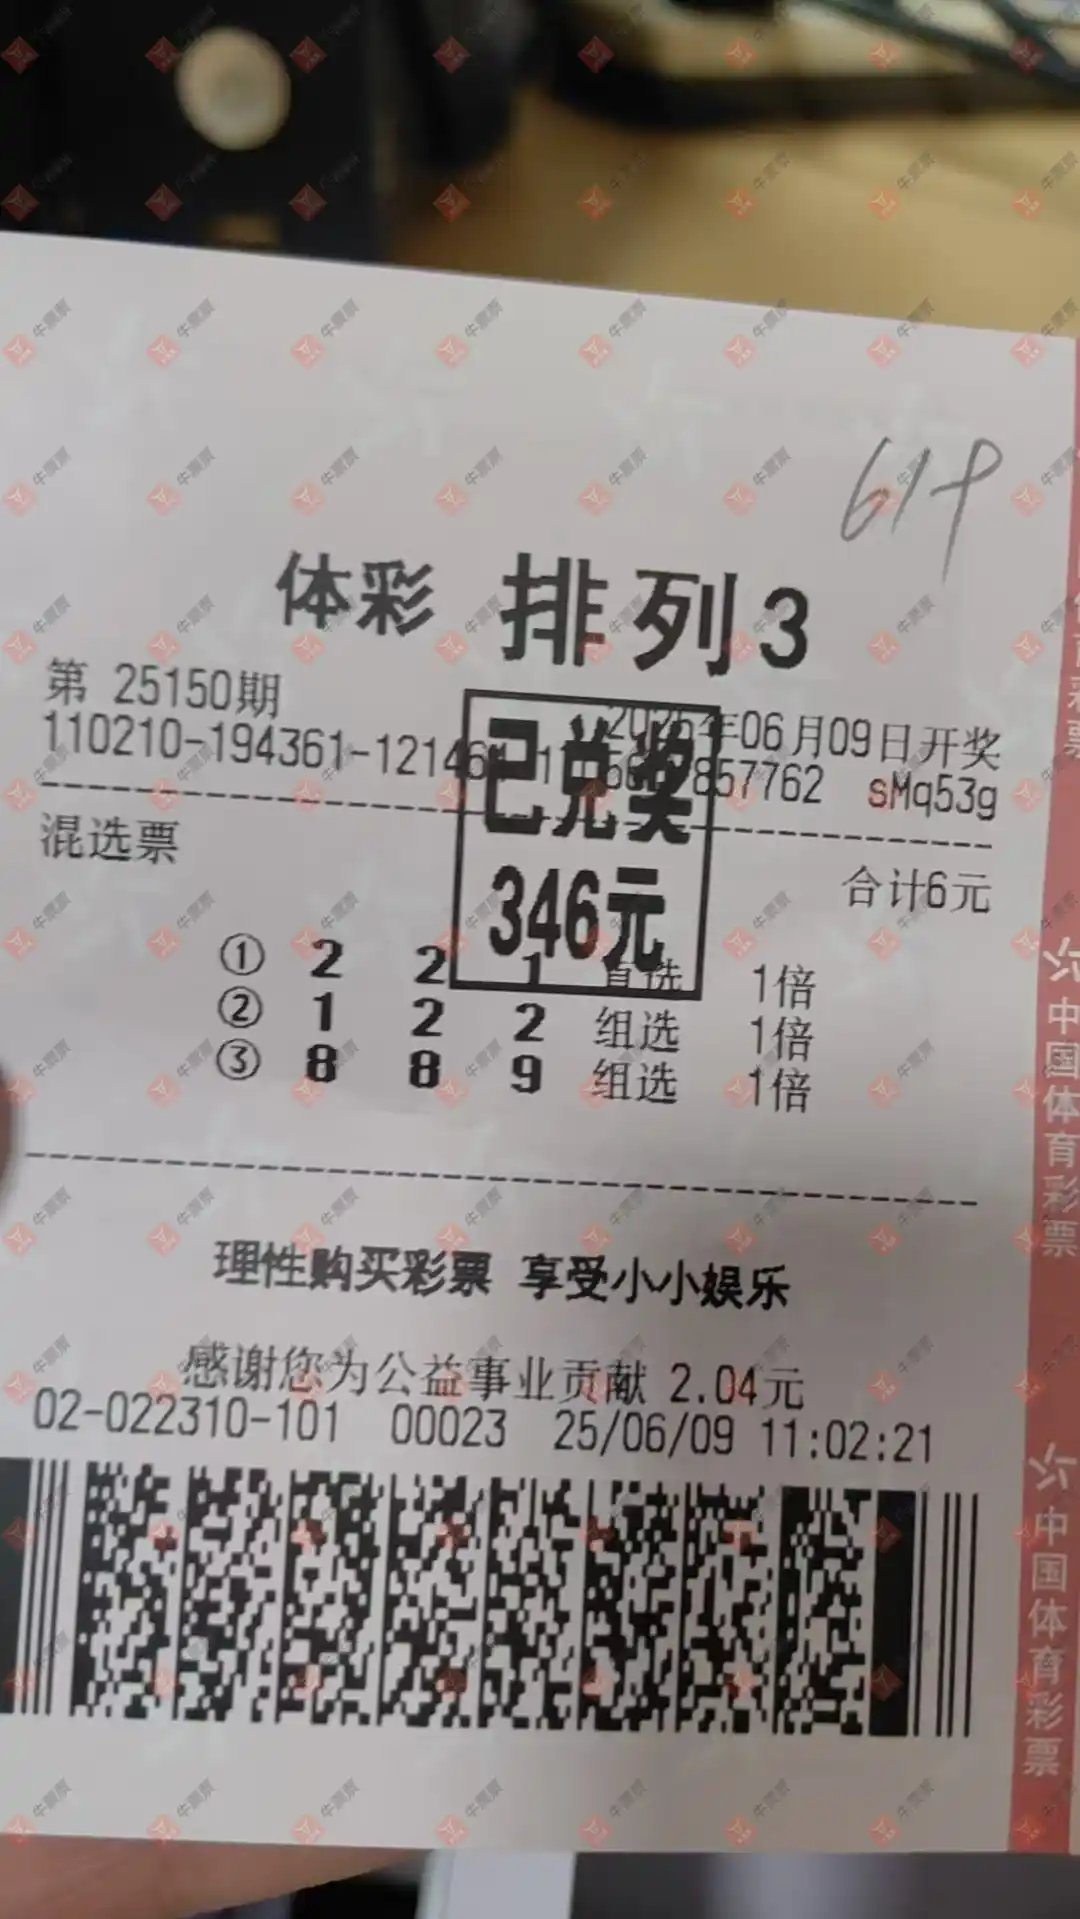 619
体彩 排列3
第 25150期
2025年06月09日开奖
110210-194361-121461 857762 sMq53g
已兑奖
346元
混选票
合计6元
① 2 2 1 直选 1倍
② 1 2 2 组选 1倍
③ 8 8 9 组选 1倍
理性购买彩票 享受小小娱乐
感谢您为公益事业贡献 2.04元
02-022310-101 00023 25/06/09 11:02:21
中国体育彩票
中国体育彩票
牛票票